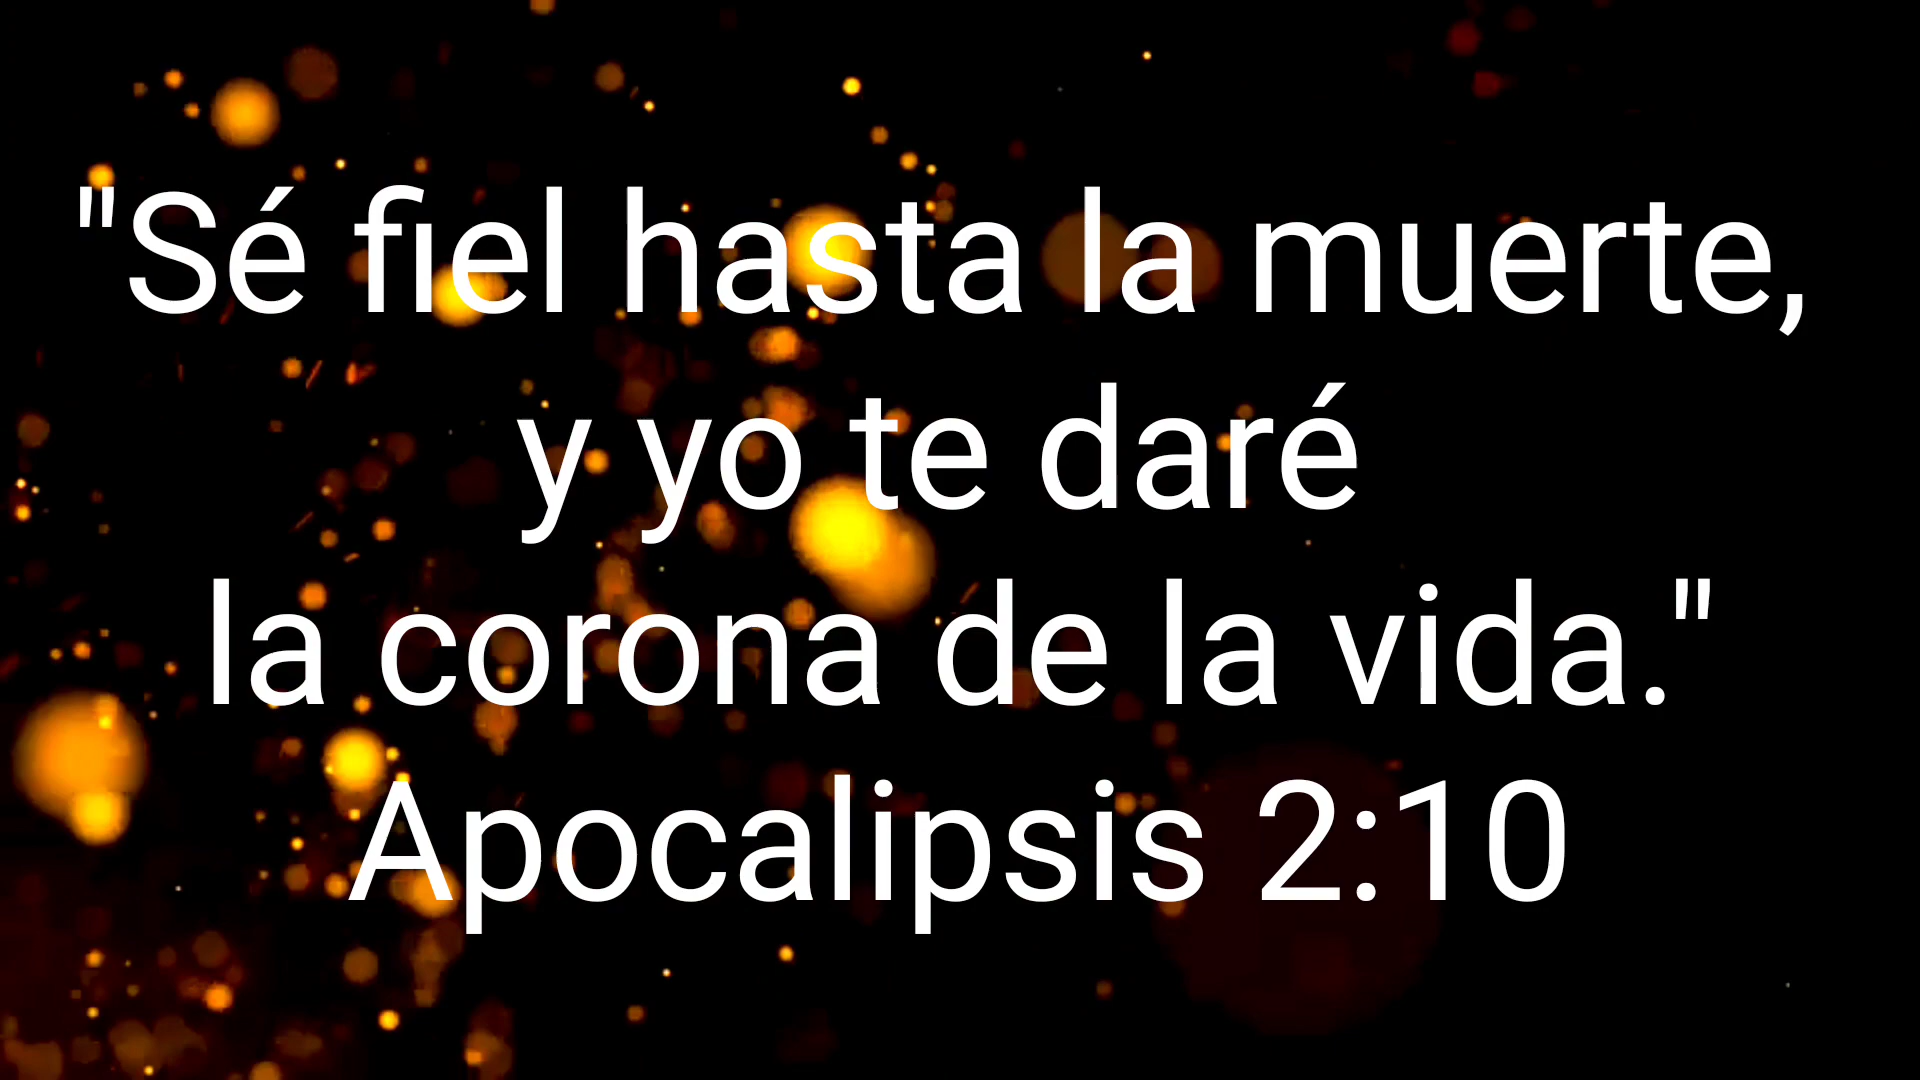 "Sé fiel hasta la muerte,
y yo te daré
la corona de la vida."
Apocalipsis 2:10